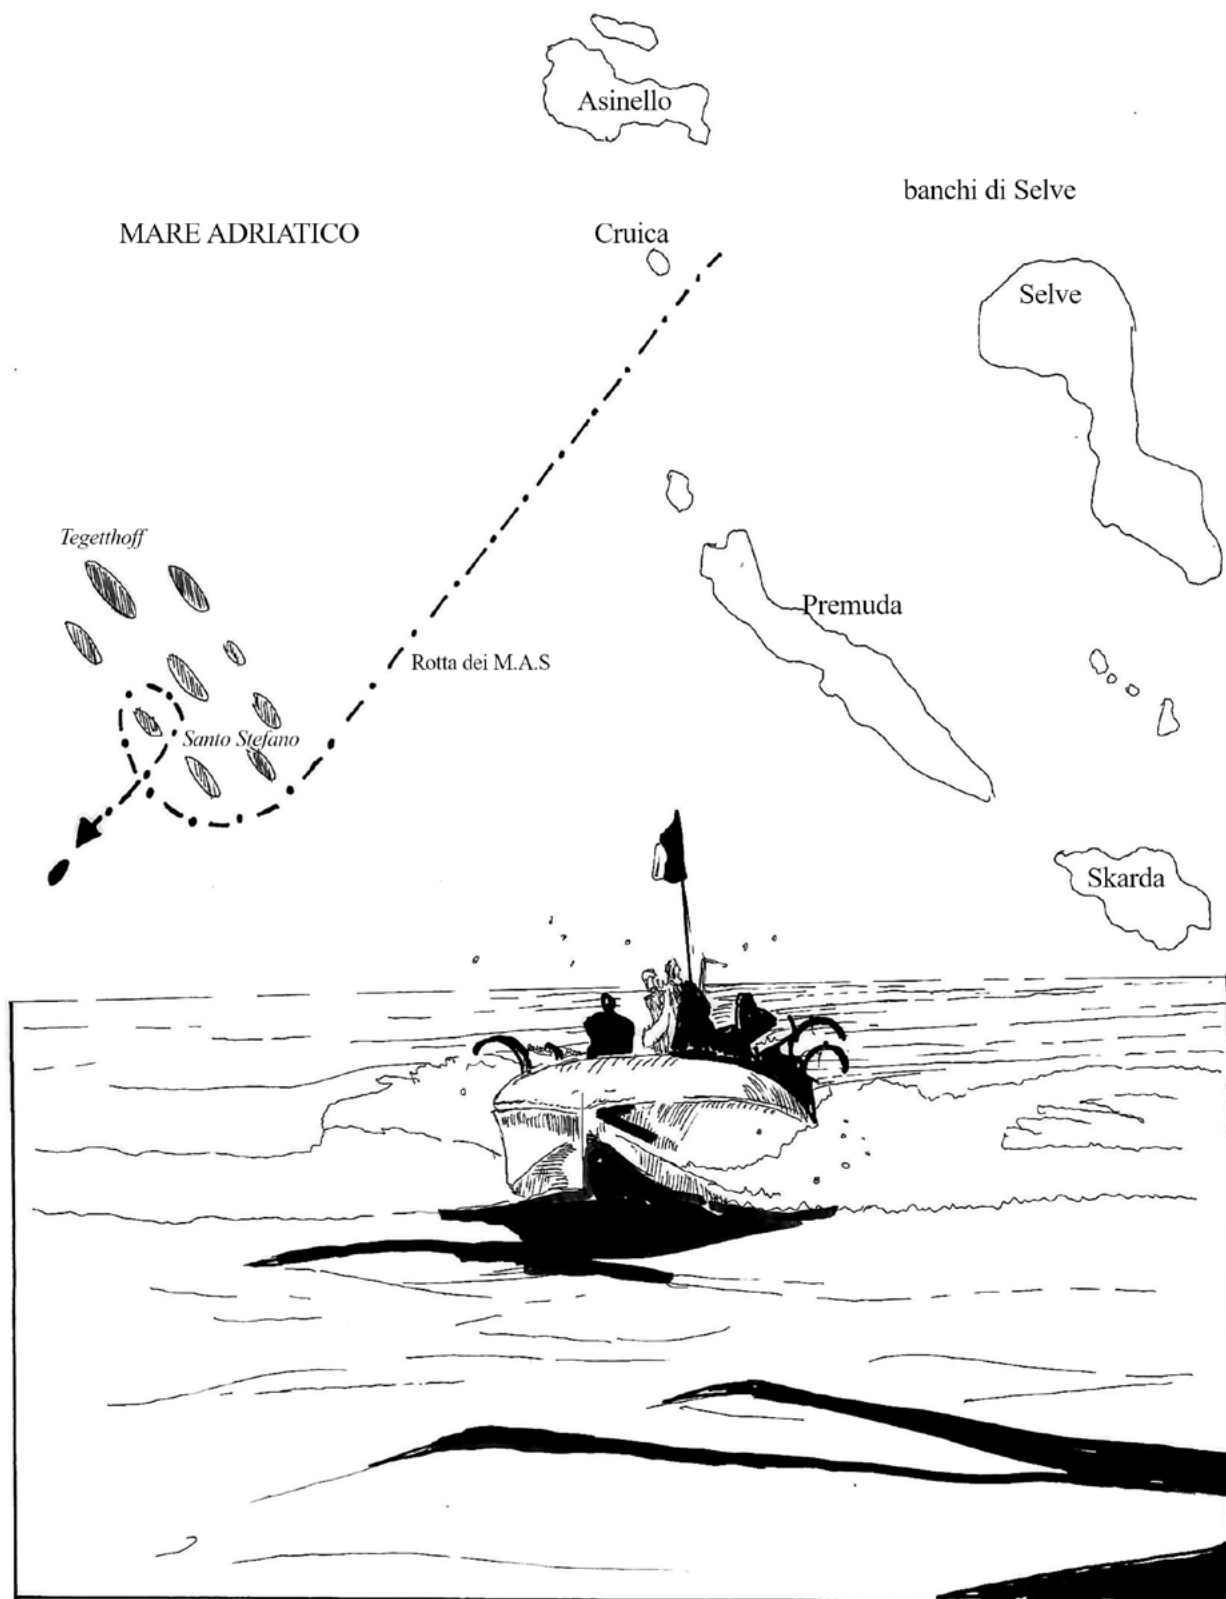 Asinello
banchi di Selve
MARE ADRIATICO
Cruica
Selve
Tegetthoff
Premuda
Rotta dei M.A.S
Santo Stefano
Skarda